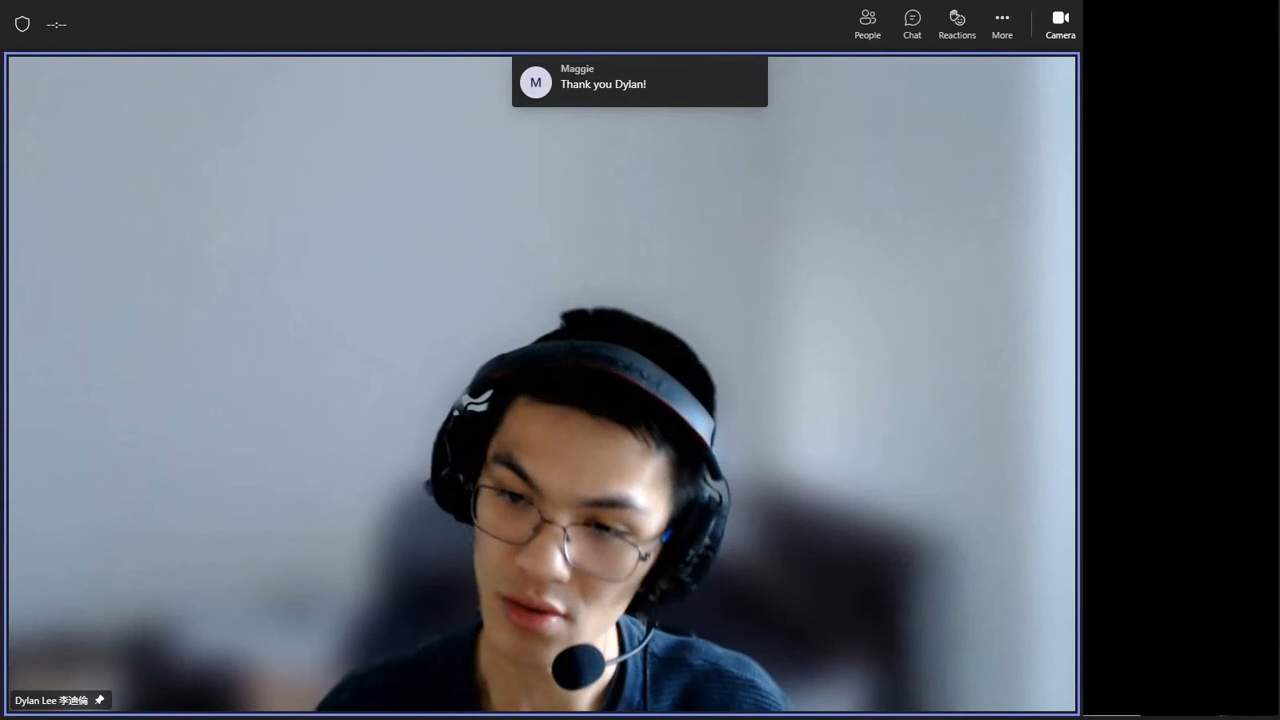 --:--
People
Chat
Reactions
More
Camera
Maggie
M
Thank you Dylan!
Dylan Lee 李迪倫